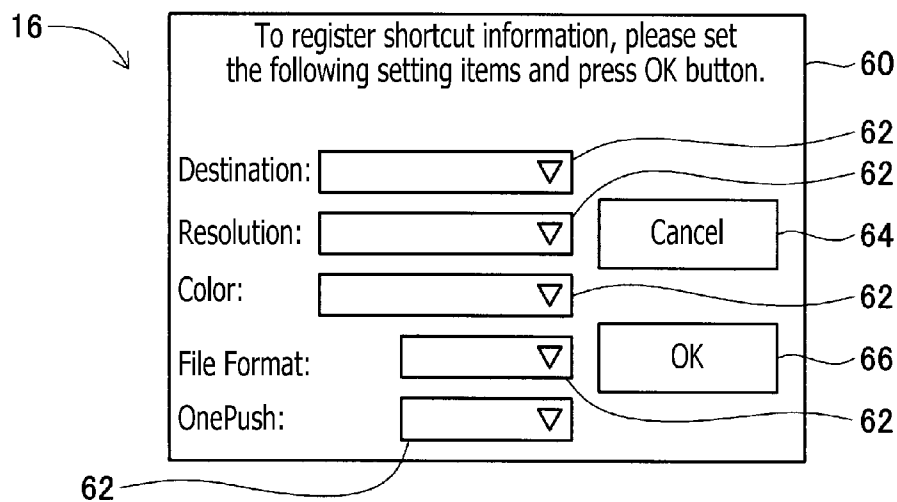 16
To register shortcut information, please set
the following setting items and press OK button.
60
62
Destination:
62
Resolution:
Cancel
64
Color:
62
File Format:
OK
66
OnePush:
62
62